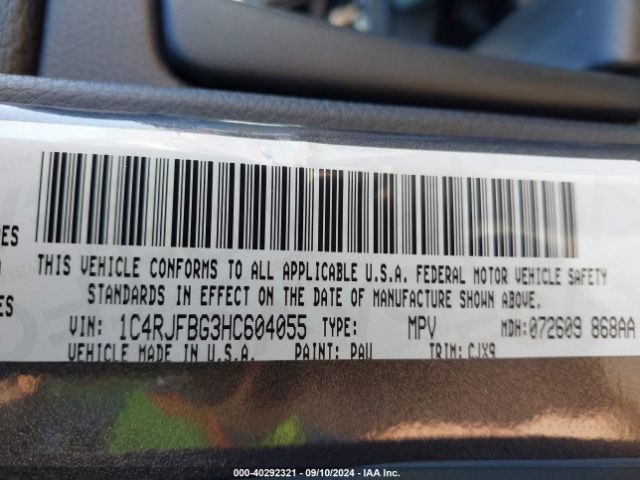 RES
THIS VEHICLE CONFORMS TO ALL APPLICABLE U.S.A. FEDERAL MOTOR VEHICLE SAFETY
STANDARDS IN EFFECT ON THE DATE OF MANUFACTURE SHOWN ABOVE.
ES
VIN: 1C4RJFBG3HC604055 TYPE: MPV MDH:072609 868AA
VEHICLE MADE IN U.S.A. PAINT: PAU TRIM: CJX9
000-40292321 - 09/10/2024 - IAA Inc.